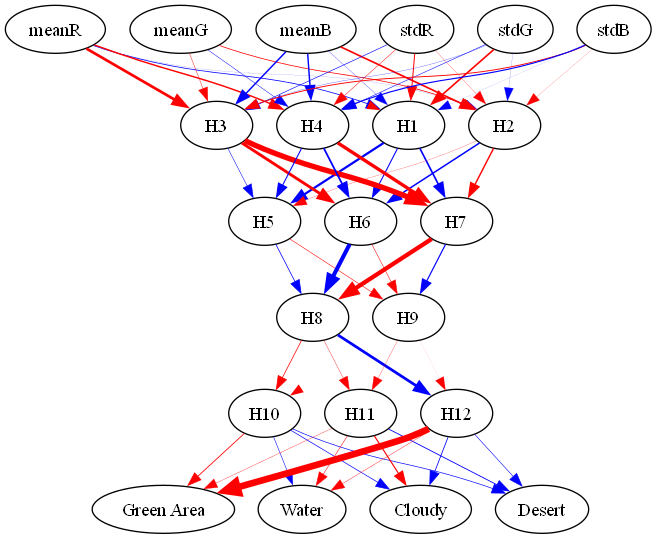 meanR meanG meanB stdR stdG stdB
H3 H4 H1 H2
H5 H6 H7
H8 H9
H10 H11 H12
Green Area Water Cloudy Desert